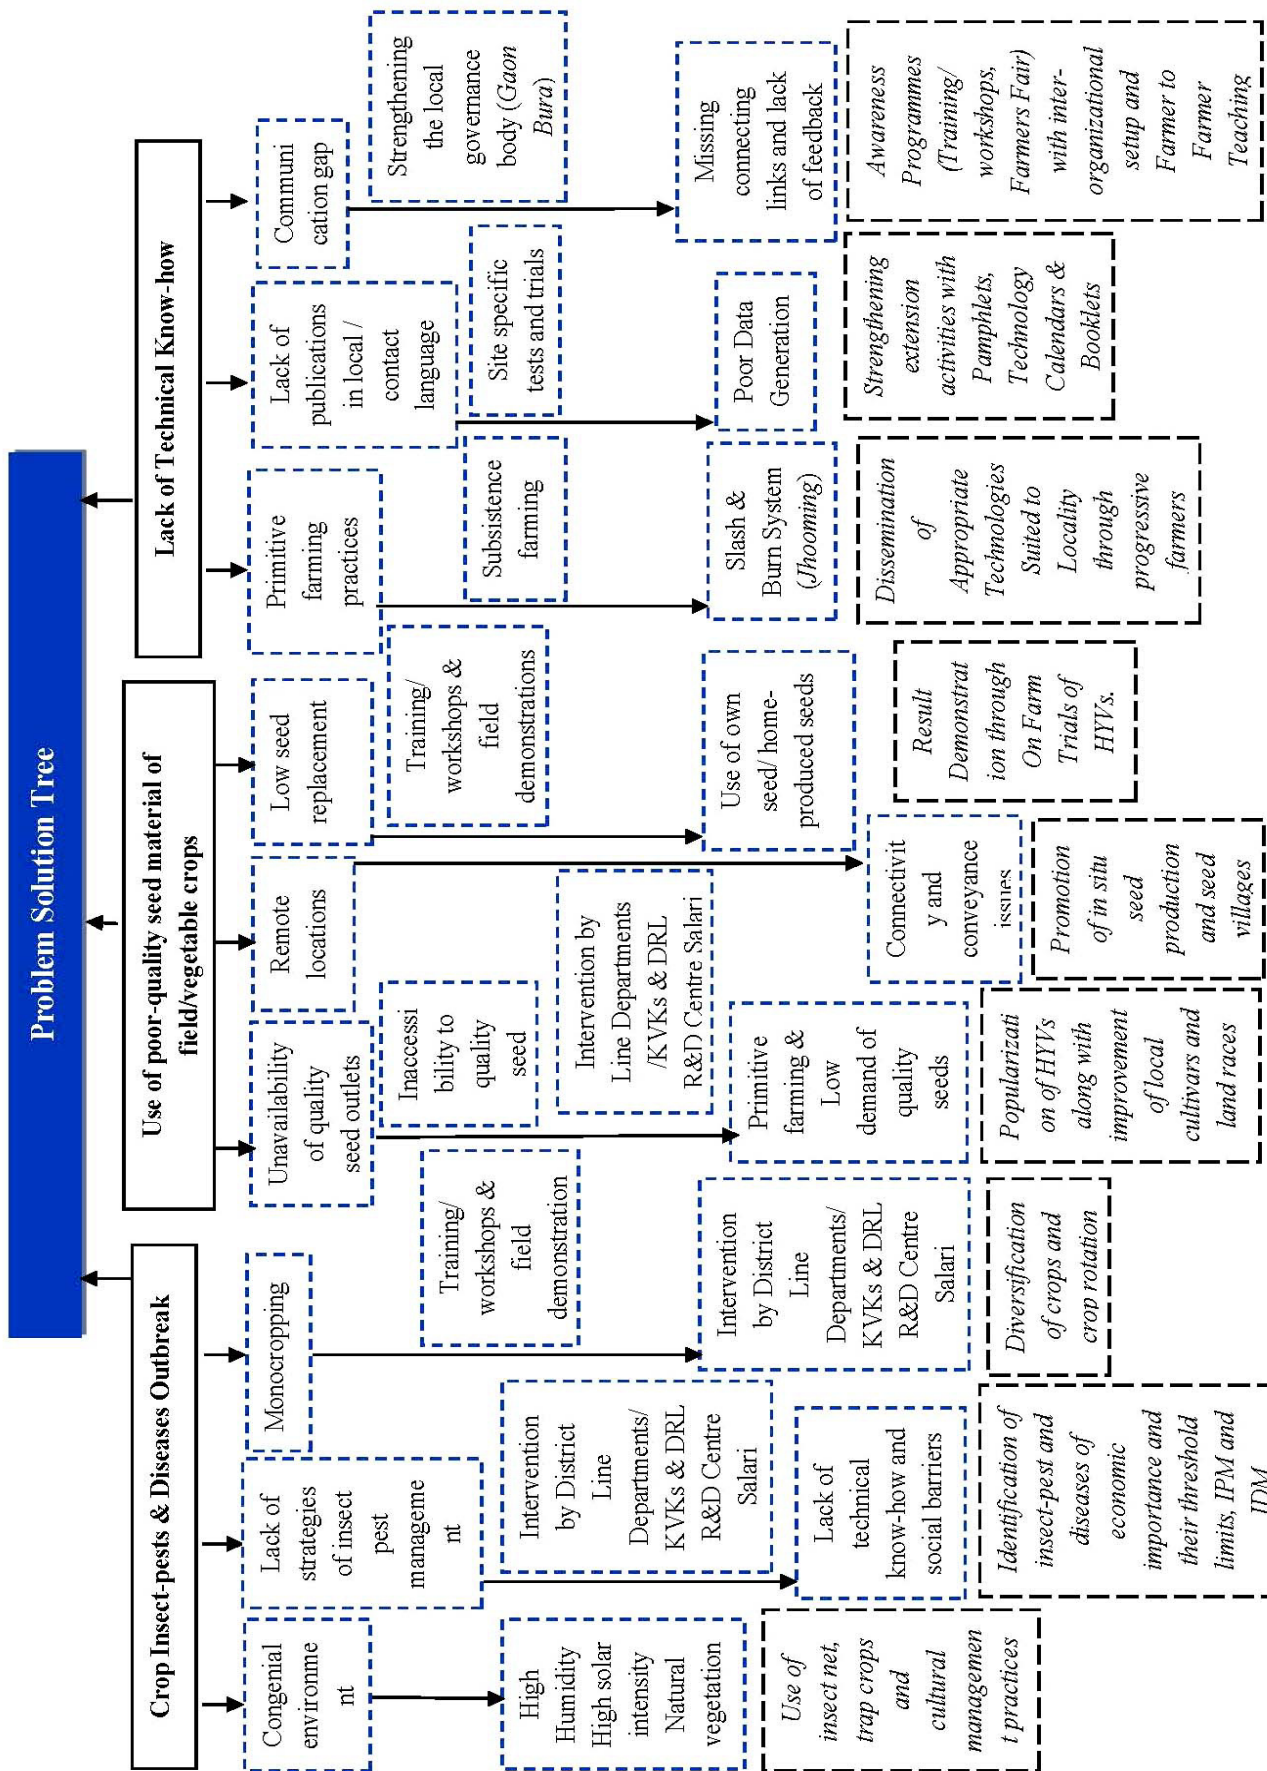 Problem Solution Tree
Crop Insect-pests & Diseases Outbreak
Use of poor-quality seed material of
field/vegetable crops
Lack of Technical Know-how
Congenial
environme
nt
Lack of
strategies
of insect
pest
manageme
nt
Monocropping
Unavailability
of quality
seed outlets
Remote
locations
Low seed
replacement
Primitive
farming
practices
Lack of
publications
in local /
contact
language
Communi
cation gap
Training/
workshops &
field
demonstration
Inaccessi
bility to
quality
seed
Training/
workshops &
field
demonstrations
Subsistence
farming
Site specific
tests and trials
Strengthening
the local
governance
body (Gaon
Bura)
High
Humidity
High solar
intensity
Natural
vegetation
Intervention
by District
Line
Departments/
KVKs & DRL
R&D Centre
Salari
Intervention by
Line Departments
/KVKs & DRL
R&D Centre Salari
Lack of
technical
know-how and
social barriers
Intervention
by District
Line
Departments/
KVKs & DRL
R&D Centre
Salari
Primitive
farming &
Low
demand of
quality
seeds
Connectivit
y and
conveyance
issues
Use of own
seed/ home-
produced seeds
Slash &
Burn System
(Jhooming)
Poor Data
Generation
Missing
connecting
links and lack
of feedback
Use of
insect net,
trap crops
and
cultural
managemen
t practices
Identification of
insect-pest and
diseases of
economic
importance and
their threshold
limits, IPM and
IDM
Diversification
of crops and
crop rotation
Popularizati
on of HYVs
along with
improvement
of local
cultivars and
land races
Promotion
of in situ
seed
production
and seed
villages
Result
Demonstrat
ion through
On Farm
Trials of
HYVs.
Dissemination
of
Appropriate
Technologies
Suited to
Locality
through
progressive
farmers
Strengthening
extension
activities with
Pamphlets,
Technology
Calendars &
Booklets
Awareness
Programmes
(Training/
workshops,
Farmers Fair)
with inter-
organizational
setup and
Farmer to
Farmer
Teaching